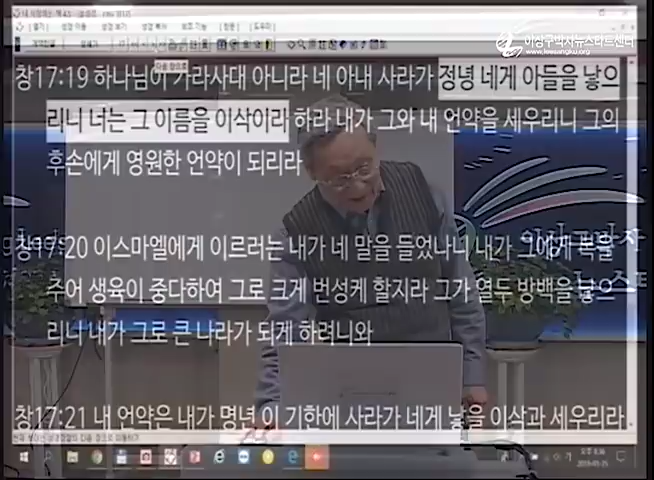 이상구박사뉴스타트센터
www.leesangku.org
창17:19 하나님이 가라사대 아니라 네 아내 사라가 정녕 네게 아들을 낳으
리니 너는 그 이름을 이삭이라 하라 내가 그와 내 언약을 세우리니 그의
후손에게 영원한 언약이 되리라
창17:20 이스마엘에게 이르러는 내가 네 말을 들었나니 내가 그에게 복을
주어 생육이 중다하여 그로 크게 번성케 할지라 그가 열두 방백을 낳으
리니 내가 그로 큰 나라가 되게 하려니와
창17:21 내 언약은 내가 명년 이 기한에 사라가 네게 낳을 이삭과 세우리라